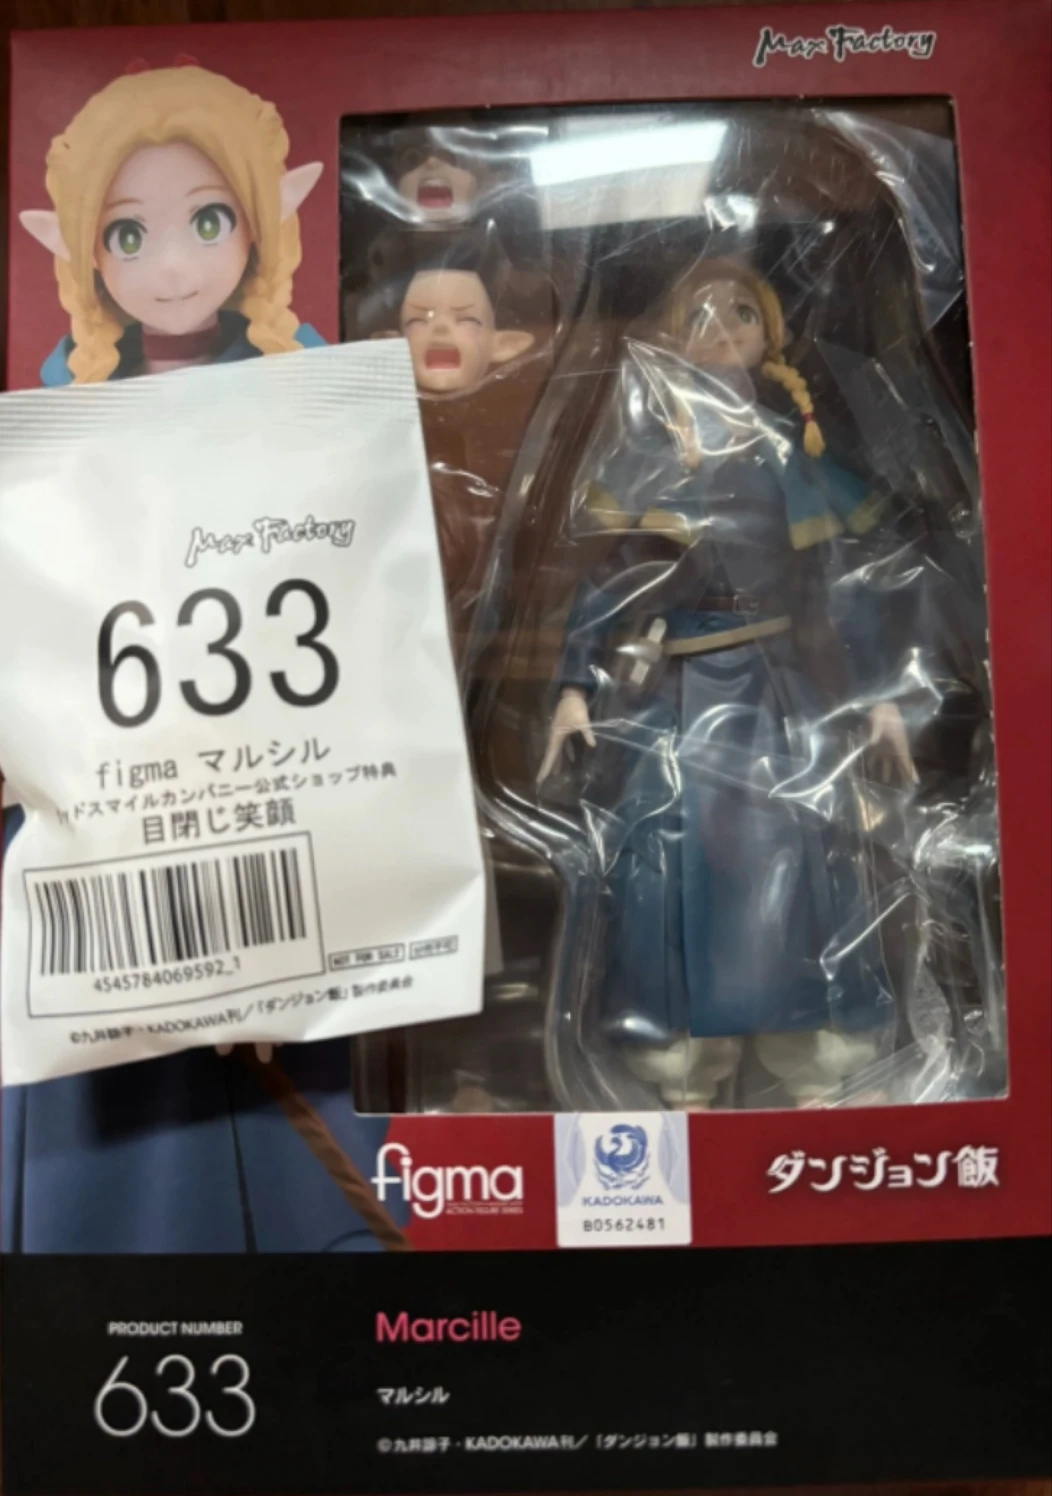 Max Factory
Max Factory
633
figma マルシル
ッドスマイルカンパニー公式ショップ特典
目閉じ笑顔
4545784069592_1
NOT FOR SALE
©九井諒子・KADOKAWA刊／「ダンジョン飯」製作委員会
figma
ACTION FIGURE SERIES
KADOKAWA
B0562481
ダンジョン飯
PRODUCT NUMBER
633
Marcille
マルシル
©九井諒子・KADOKAWA刊／「ダンジョン飯」製作委員会